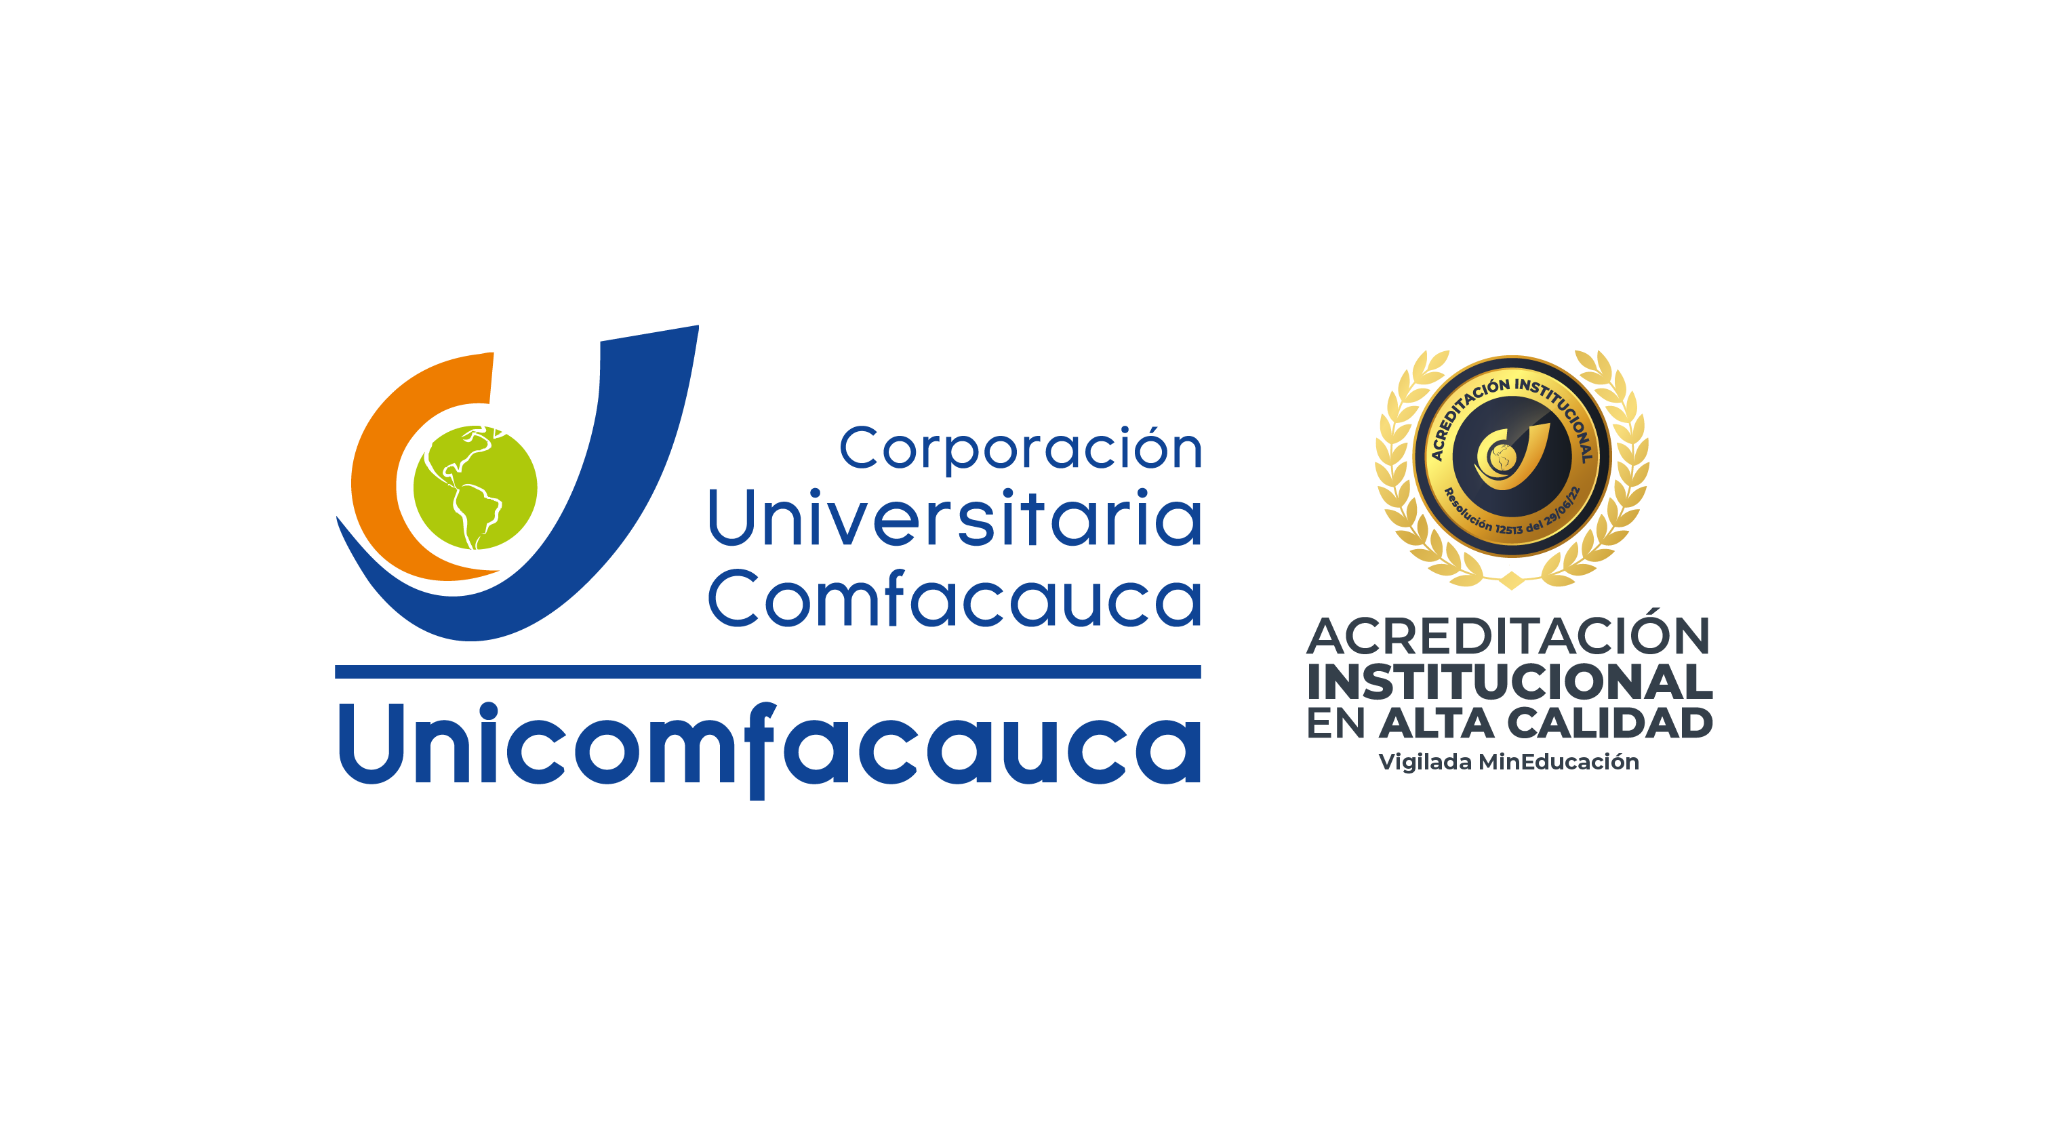 Corporación
Universitaria
Comfacauca
Unicomfacauca
ACREDITACIÓN INSTITUCIONAL
Resolución 12513 del 29/06/22
ACREDITACIÓN
INSTITUCIONAL
EN ALTA CALIDAD
Vigilada MinEducación